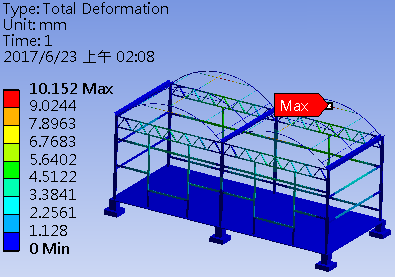 Type: Total Deformation
Unit: mm
Time: 1
2017/6/23 上午 02:08
10.152 Max
9.0244
7.8963
6.7683
5.6402
4.5122
3.3841
2.2561
1.128
0 Min
Max